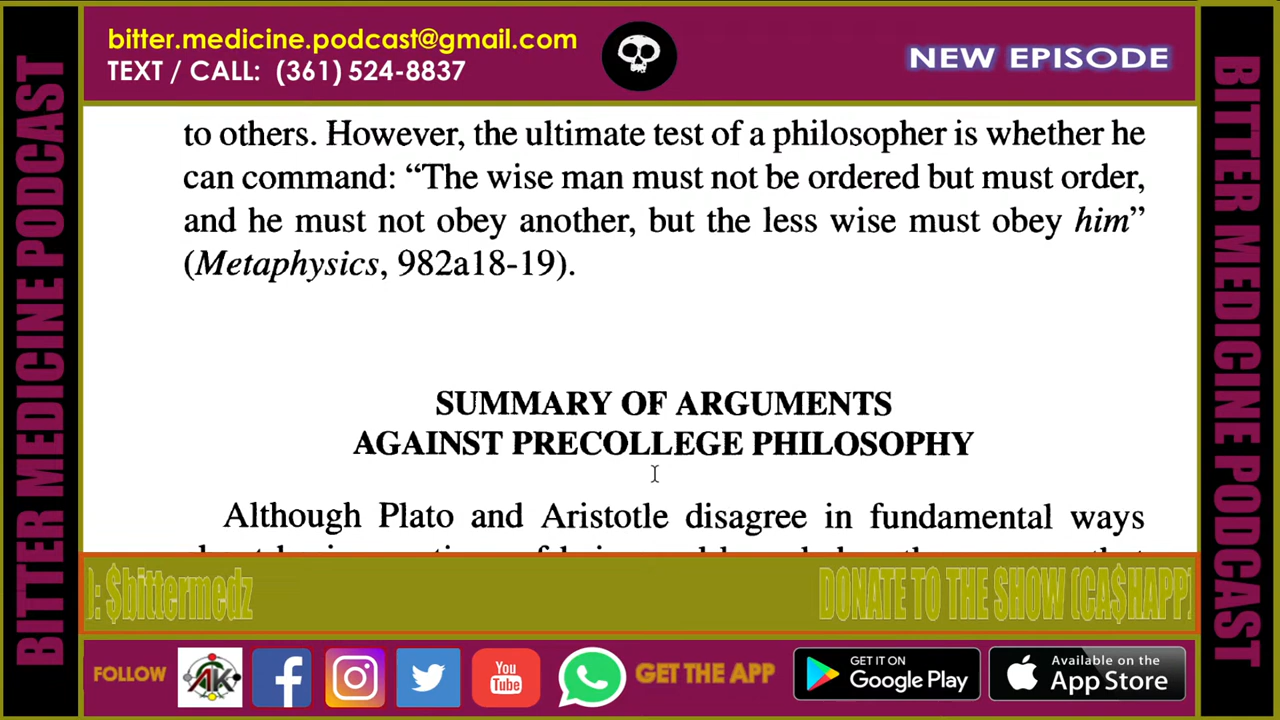 bitter.medicine.podcast@gmail.com
TEXT / CALL: (361) 524-8837
NEW EPISODE
BITTER MEDICINE PODCAST
BITTER MEDICINE PODCAST
to others. However, the ultimate test of a philosopher is whether he
can command: “The wise man must not be ordered but must order,
and he must not obey another, but the less wise must obey him”
(Metaphysics, 982a18-19).
SUMMARY OF ARGUMENTS
AGAINST PRECOLLEGE PHILOSOPHY
Although Plato and Aristotle disagree in fundamental ways
: $bittermedz
DONATE TO THE SHOW (CA$HAPP)
FOLLOW
You
Tube
GET THE APP
GET IT ON
Google Play
Available on the
App Store